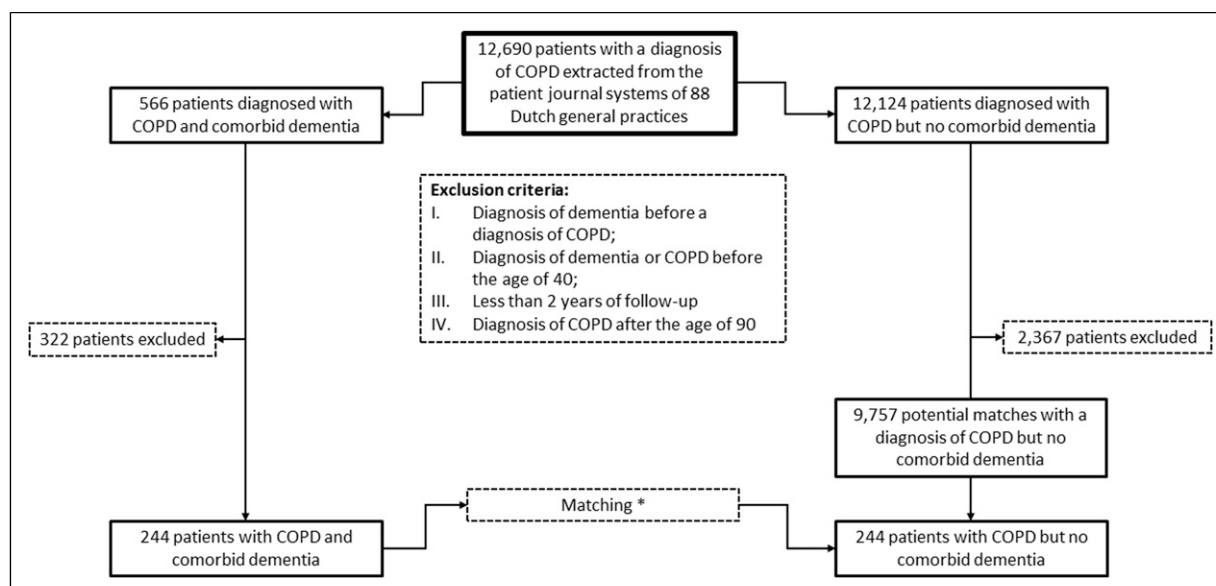 12,690 patients with a diagnosis
of COPD extracted from the
patient journal systems of 88
Dutch general practices
566 patients diagnosed with
COPD and comorbid dementia
12,124 patients diagnosed with
COPD but no comorbid dementia
Exclusion criteria:
I. Diagnosis of dementia before a
diagnosis of COPD;
II. Diagnosis of dementia or COPD before
the age of 40;
III. Less than 2 years of follow-up
IV. Diagnosis of COPD after the age of 90
322 patients excluded
2,367 patients excluded
9,757 potential matches with a
diagnosis of COPD but no
comorbid dementia
244 patients with COPD and
comorbid dementia
Matching *
244 patients with COPD but no
comorbid dementia